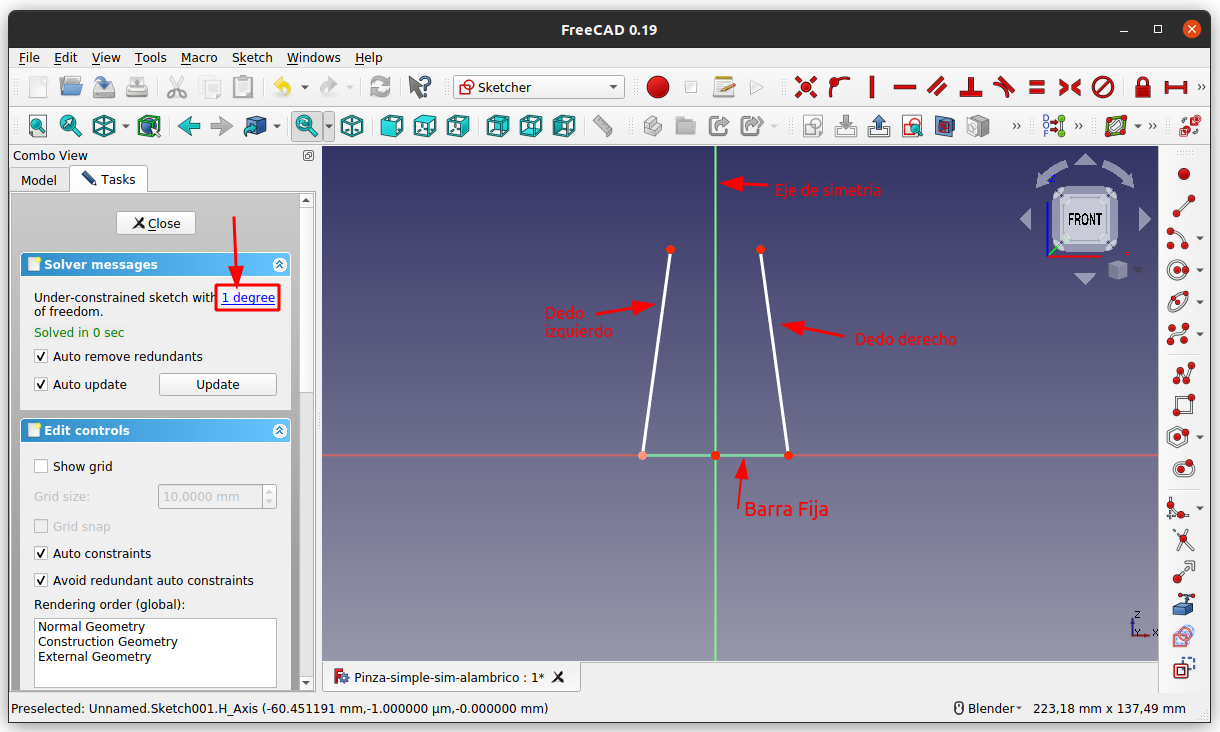 FreeCAD 0.19
File Edit View Tools Macro Sketch Windows Help
Sketcher
Combo View
Model Tasks
Close
Solver messages
Under-constrained sketch with 1 degree
of freedom.
Solved in 0 sec
Auto remove redundants
Auto update Update
Edit controls
Show grid
Grid size: 10,0000 mm
Grid snap
Auto constraints
Avoid redundant auto constraints
Rendering order (global):
Normal Geometry
Construction Geometry
External Geometry
Eje de simetría
Dedo
izquierdo
Dedo derecho
Barra Fija
FRONT
Z
Z
Y X
Pinza-simple-sim-alambrico : 1*
Preselected: Unnamed.Sketch001.H_Axis (-60.451191 mm,-1.000000 µm,-0.000000 mm)
Blender 223,18 mm x 137,49 mm